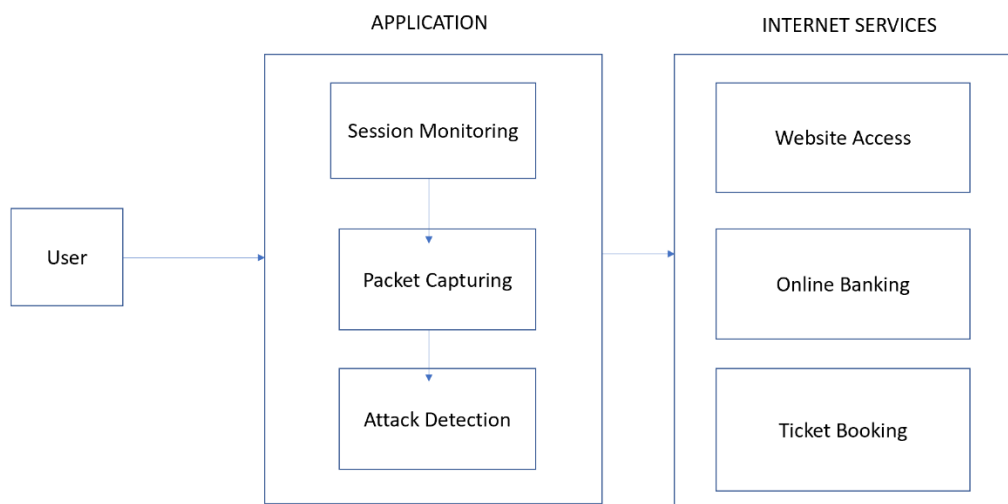 APPLICATION
INTERNET SERVICES
User
Session Monitoring
Packet Capturing
Attack Detection
Website Access
Online Banking
Ticket Booking